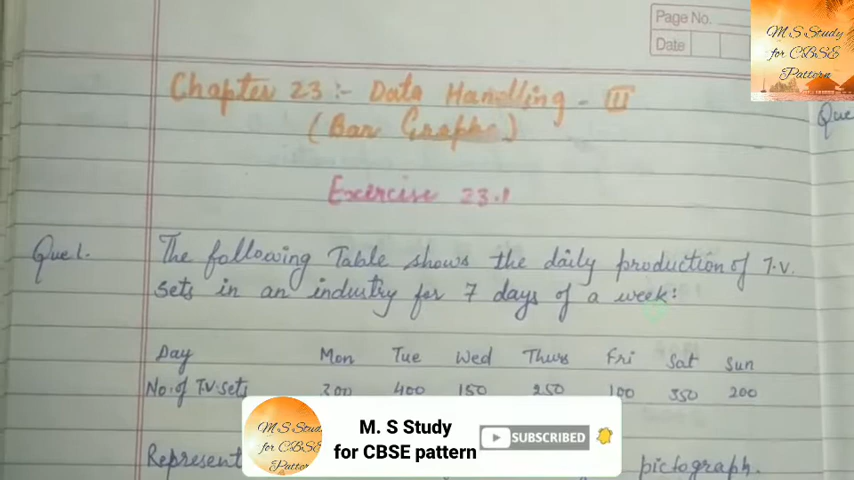 Page No.
Date
M S Study
for CBSE
Pattern
Chapter 23 :- Data Handling - III
(Bar Graphs)
Que
Exercise 23.1
Que1. The following Table shows the daily production of T.V.
Sets in an industry for 7 days of a week:
Day Mon Tue Wed Thurs Fri Sat Sun
No. of T.V. sets 300 400 150 250 100 350 200
M. S Study
for CBSE pattern
SUBSCRIBED
M S Study
for CBSE
Pattern
Represent pictograph.